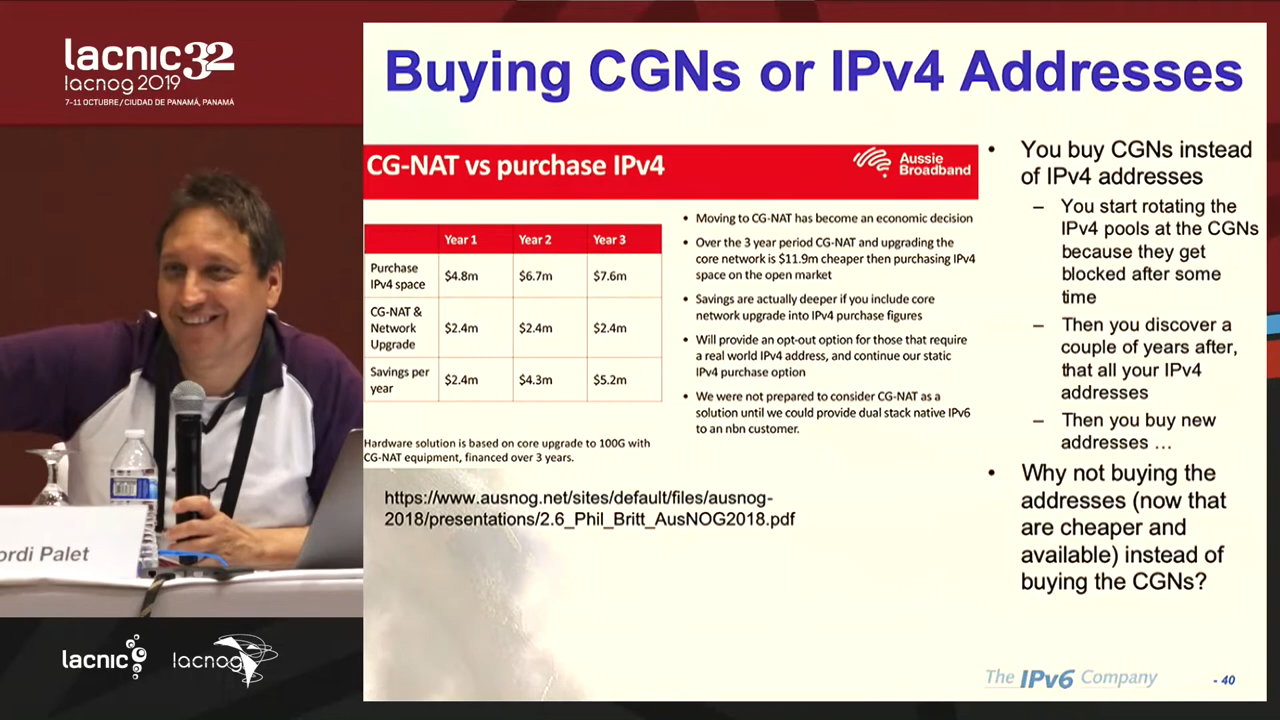 lacnic32
lacnog 2019
7-11 OCTUBRE / CIUDAD DE PANAMÁ, PANAMÁ
Buying CGNs or IPv4 Addresses
CG-NAT vs purchase IPv4
Aussie
Broadband
Year 1 Year 2 Year 3
Purchase
IPv4 space
$4.8m $6.7m $7.6m
CG-NAT &
Network
Upgrade
$2.4m $2.4m $2.4m
Savings per
year
$2.4m $4.3m $5.2m
Hardware solution is based on core upgrade to 100G with
CG-NAT equipment, financed over 3 years.
• Moving to CG-NAT has become an economic decision
• Over the 3 year period CG-NAT and upgrading the
core network is $11.9m cheaper then purchasing IPv4
space on the open market
• Savings are actually deeper if you include core
network upgrade into IPv4 purchase figures
• Will provide an opt-out option for those that require
a real world IPv4 address, and continue our static
IPv4 purchase option
• We were not prepared to consider CG-NAT as a
solution until we could provide dual stack native IPv6
to an nbn customer.
https://www.ausnog.net/sites/default/files/ausnog-
2018/presentations/2.6_Phil_Britt_AusNOG2018.pdf
• You buy CGNs instead
of IPv4 addresses
– You start rotating the
IPv4 pools at the CGNs
because they get
blocked after some
time
– Then you discover a
couple of years after,
that all your IPv4
addresses
– Then you buy new
addresses …
• Why not buying the
addresses (now that
are cheaper and
available) instead of
buying the CGNs?
The IPv6 Company
- 40
ordi Palet
lacnic
lacnog